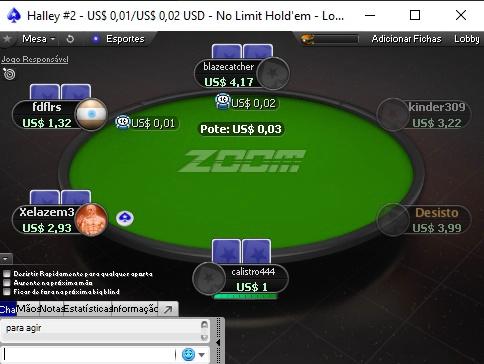 Halley #2 - US$ 0,01/US$ 0,02 USD - No Limit Hold'em - Lo...
Mesa Esportes Adicionar Fichas Lobby
Jogo Responsável
blazecatcher
US$ 4,17
fdflrs
US$ 1,32
US$ 0,02
US$ 0,01
kinder309
US$ 3,22
Pote: US$ 0,03
ZOOM
Xelazem3
US$ 2,93
Desisto
US$ 3,99
calistro444
US$ 1
Desistir Rapidamente para qualquer aposta
Ausente na próxima mão
Ficar de fora na próxima big blind
Cha Mãos Notas Estatísticas Informação
para agir